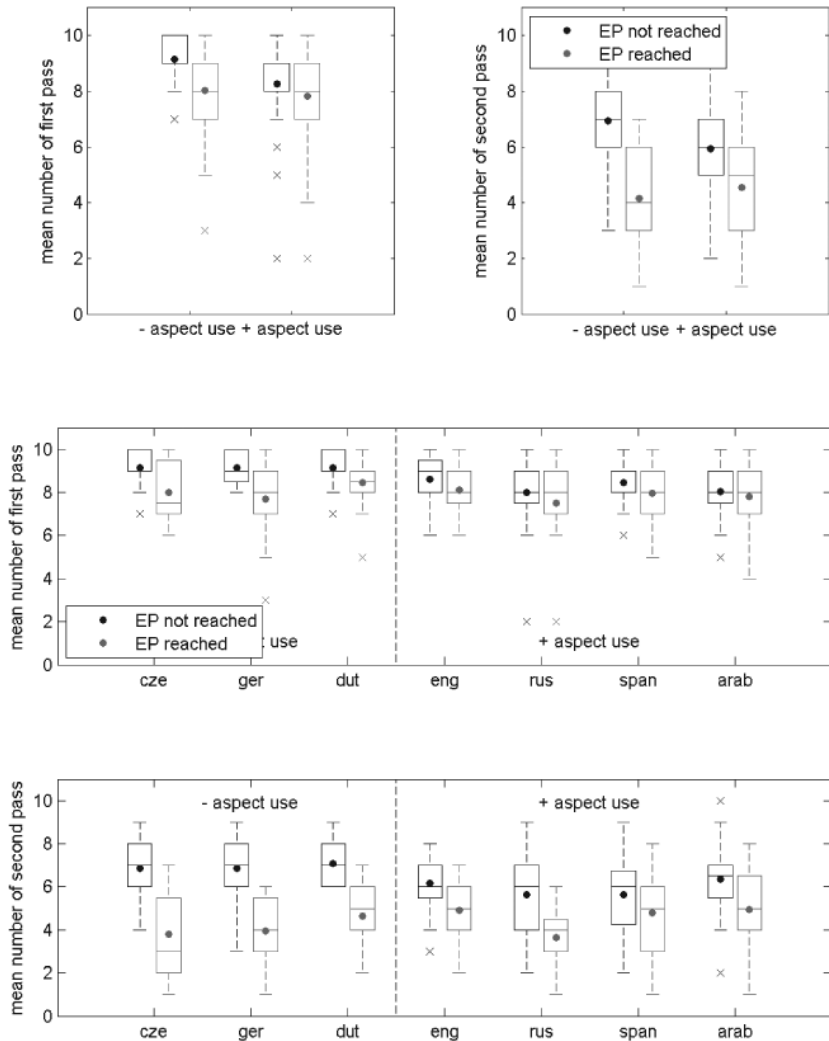 mean number of first pass
10
8
6
4
2
0
- aspect use + aspect use
mean number of second pass
10
8
6
4
2
0
EP not reached
EP reached
- aspect use + aspect use
mean number of first pass
10
8
6
4
2
0
EP not reached
EP reached
t use
+ aspect use
cze ger dut eng rus span arab
mean number of second pass
10
8
6
4
2
0
- aspect use + aspect use
cze ger dut eng rus span arab